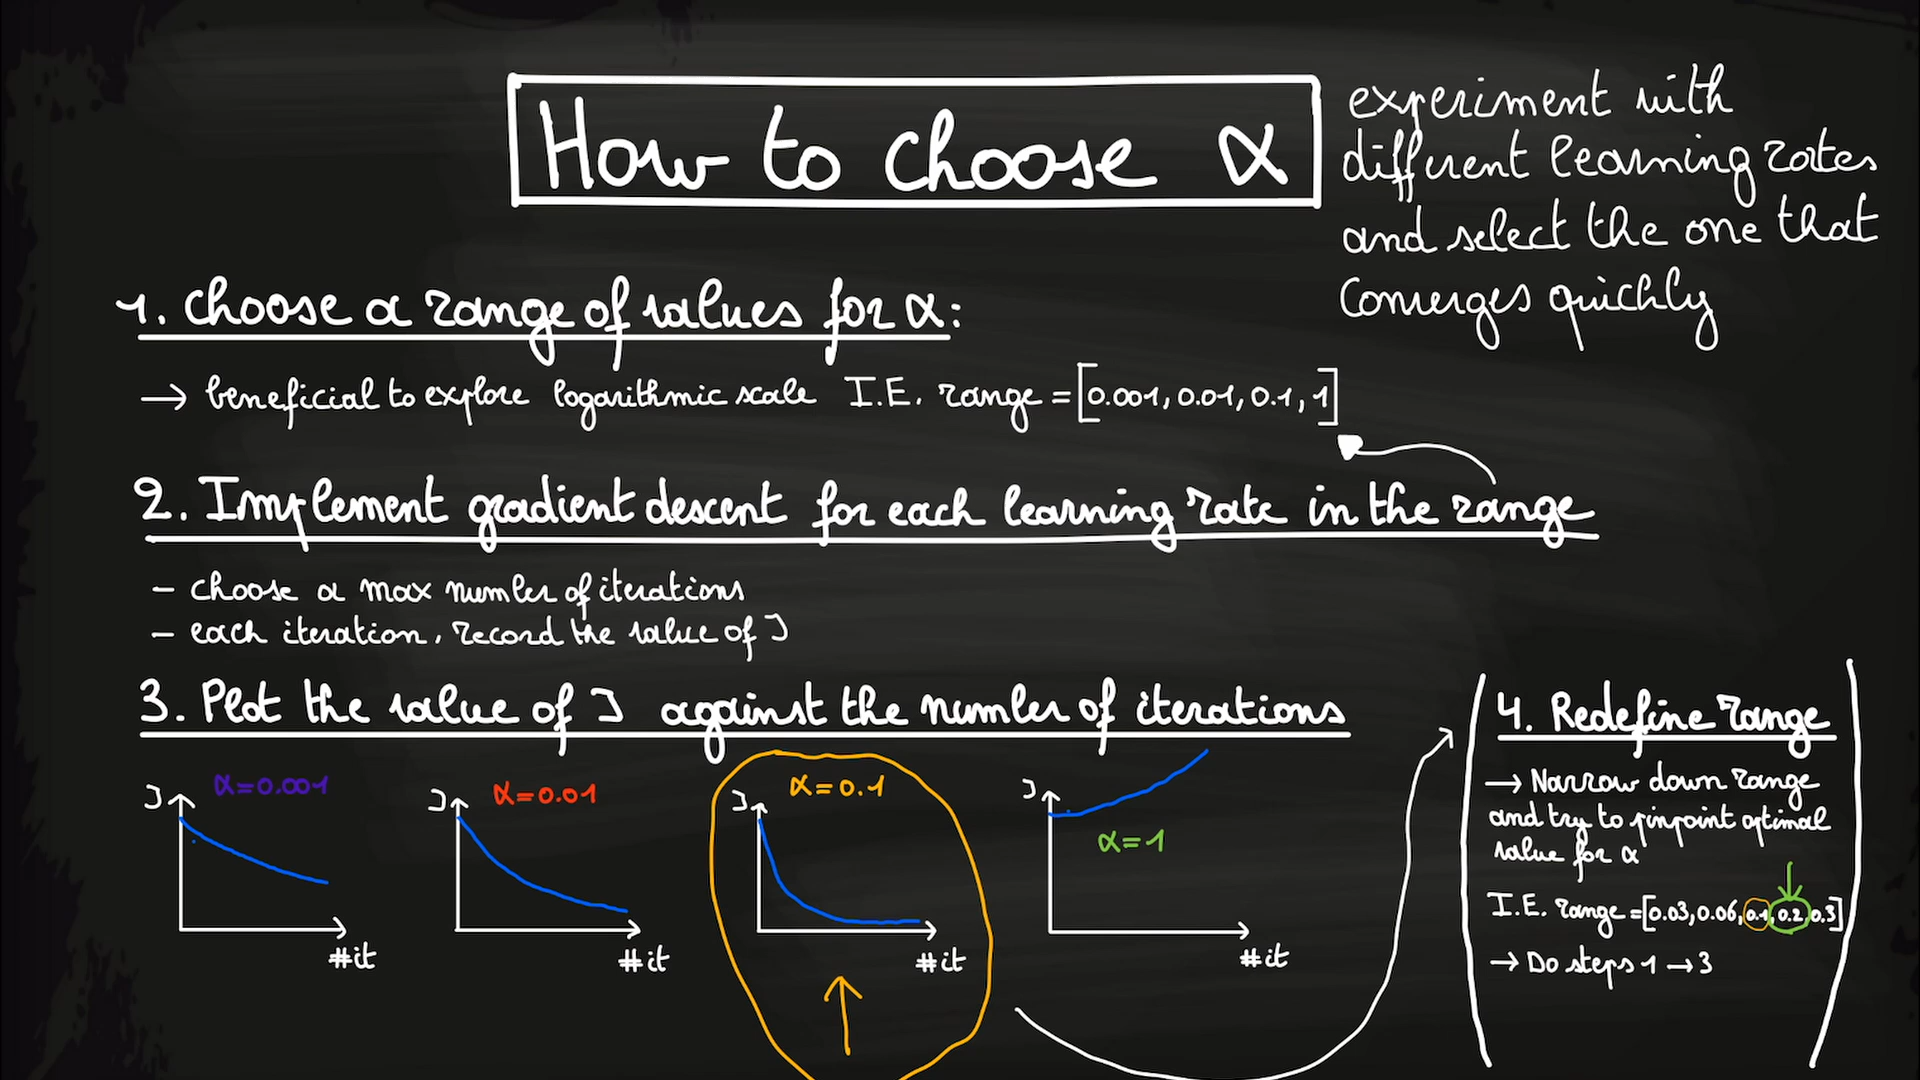 How to choose α
experiment with
different learning rates
and select the one that
converges quickly
1. choose a range of values for α:
→ beneficial to explore logarithmic scale I.E. range = [0.001, 0.01, 0.1, 1]
2. Implement gradient descent for each learning rate in the range
- choose a max number of iterations
- each iteration, record the value of J
3. Plot the value of J against the number of iterations
J α=0.001
#it
J α=0.01
#it
J α=0.1
#it
J
α=1
#it
4. Redefine range
→ Narrow down range
and try to pinpoint optimal
value for α
I.E. range =[0.03, 0.06, 0.1, 0.2, 0.3]
→ Do steps 1 → 3